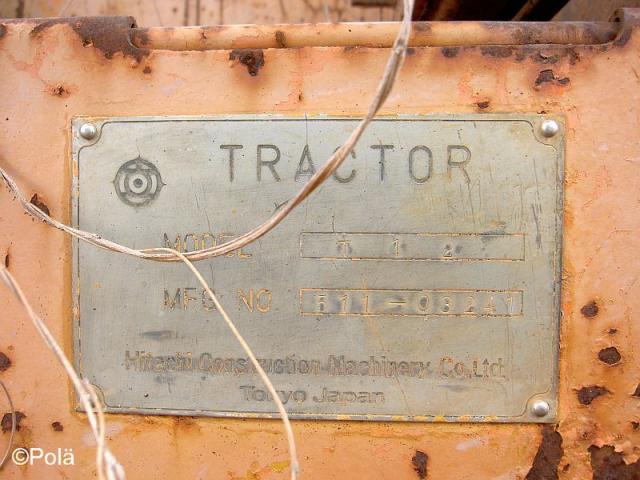 TRACTOR
MODEL
MFG NO
Hitachi Construction Machinery Co., Ltd.
Tokyo Japan
©Polä